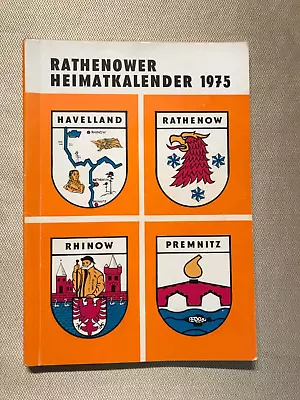 RATHENOWER
HEIMATKALENDER 1975
HAVELLAND
RATHENOW
RHINOW
PREMNITZ